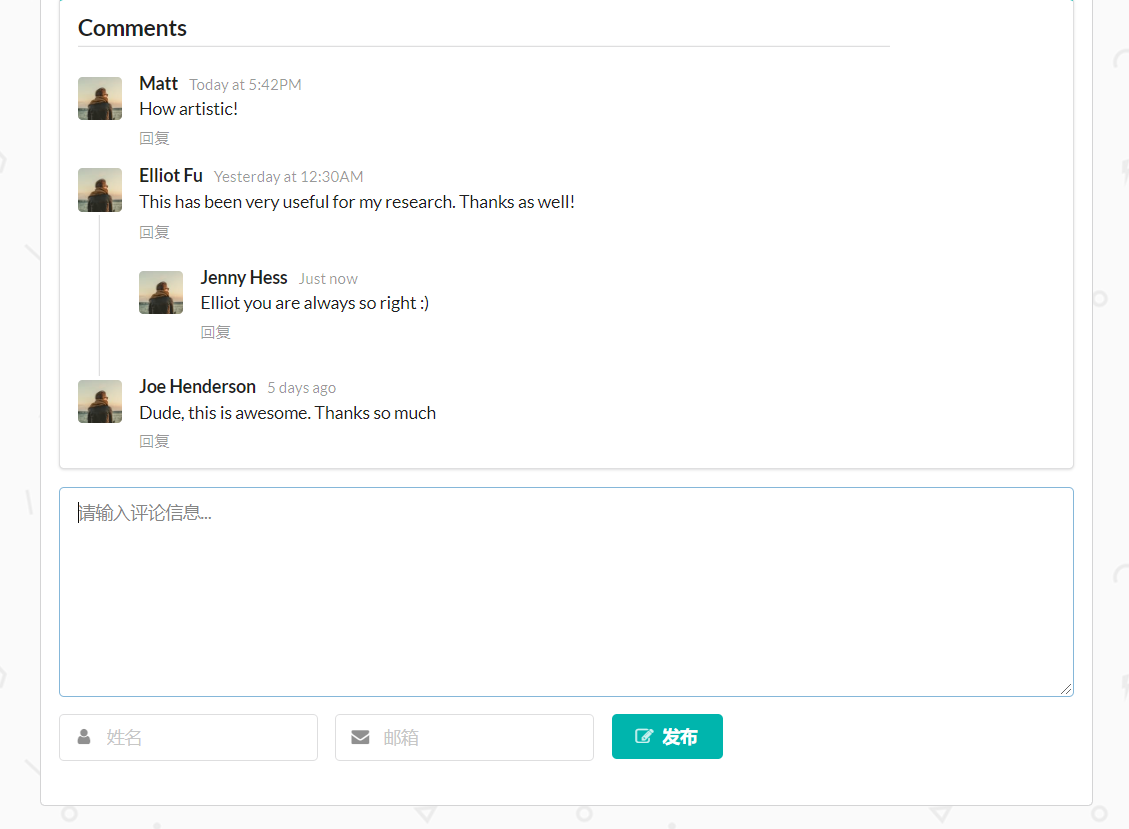 Comments
Matt Today at 5:42PM
How artistic!
回复
Elliot Fu Yesterday at 12:30AM
This has been very useful for my research. Thanks as well!
回复
Jenny Hess Just now
Elliot you are always so right :)
回复
Joe Henderson 5 days ago
Dude, this is awesome. Thanks so much
回复
请输入评论信息...
姓名 邮箱 发布